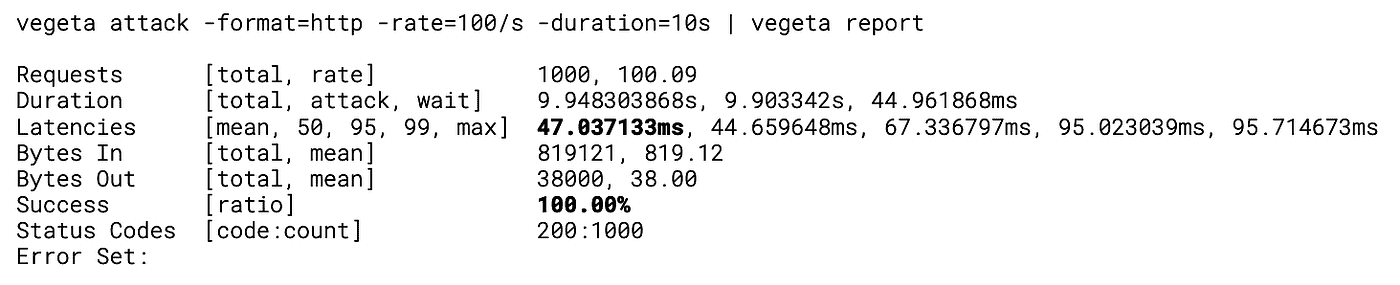 vegeta attack -format=http -rate=100/s -duration=10s | vegeta report
Requests [total, rate] 1000, 100.09
Duration [total, attack, wait] 9.948303868s, 9.903342s, 44.961868ms
Latencies [mean, 50, 95, 99, max] 47.037133ms, 44.659648ms, 67.336797ms, 95.023039ms, 95.714673ms
Bytes In [total, mean] 819121, 819.12
Bytes Out [total, mean] 38000, 38.00
Success [ratio] 100.00%
Status Codes [code:count] 200:1000
Error Set: